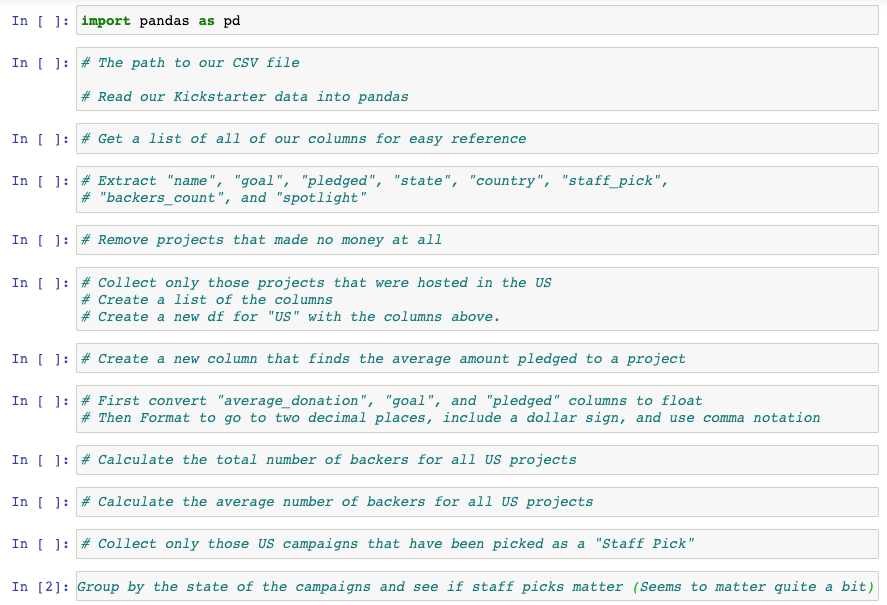 In [ ]: import pandas as pd
In [ ]: # The path to our CSV file
# Read our Kickstarter data into pandas
In [ ]: # Get a list of all of our columns for easy reference
In [ ]: # Extract "name", "goal", "pledged", "state", "country", "staff_pick",
# "backers_count", and "spotlight"
In [ ]: # Remove projects that made no money at all
In [ ]: # Collect only those projects that were hosted in the US
# Create a list of the columns
# Create a new df for "US" with the columns above.
In [ ]: # Create a new column that finds the average amount pledged to a project
In [ ]: # First convert "average_donation", "goal", and "pledged" columns to float
# Then Format to go to two decimal places, include a dollar sign, and use comma notation
In [ ]: # Calculate the total number of backers for all US projects
In [ ]: # Calculate the average number of backers for all US projects
In [ ]: # Collect only those US campaigns that have been picked as a "Staff Pick"
In [2]: Group by the state of the campaigns and see if staff picks matter (Seems to matter quite a bit)